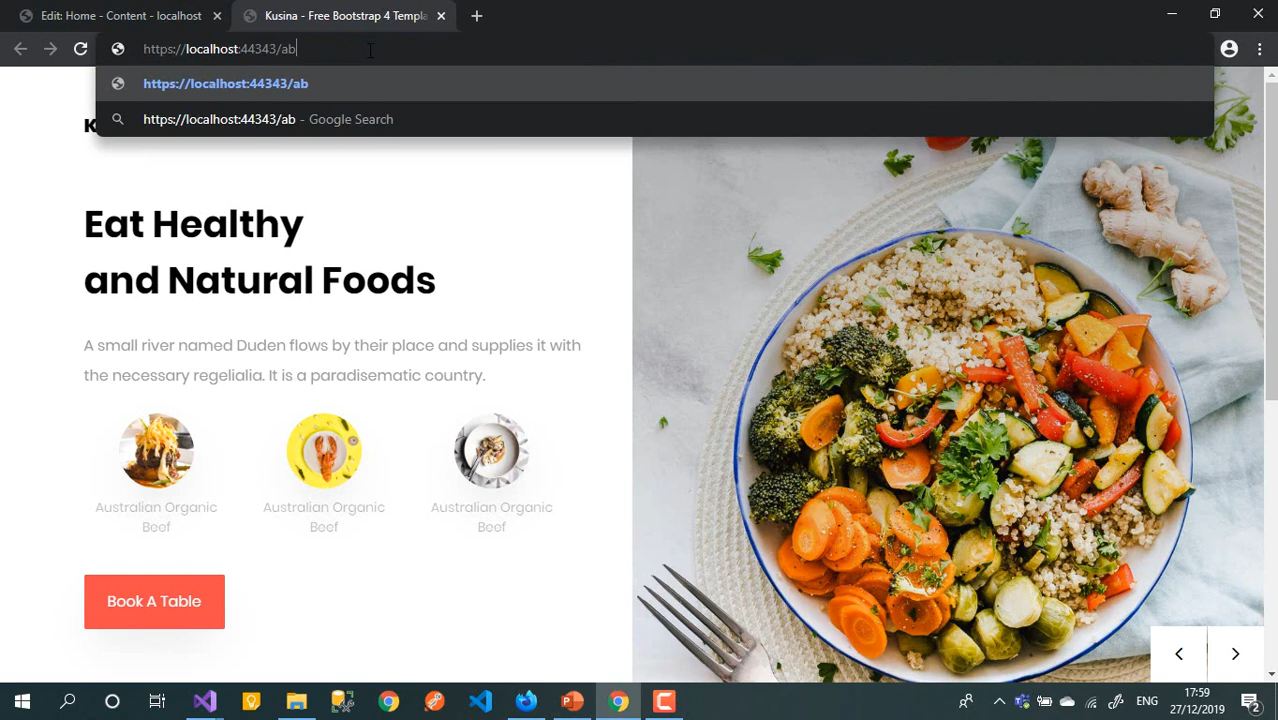 Edit: Home - Content - localhost
Kusina - Free Bootstrap 4 Templa
https://localhost:44343/ab
https://localhost:44343/ab
https://localhost:44343/ab - Google Search
K
Eat Healthy
and Natural Foods
A small river named Duden flows by their place and supplies it with
the necessary regelialia. It is a paradisematic country.
Australian Organic
Beef
Australian Organic
Beef
Australian Organic
Beef
Book A Table
ENG
17:59
27/12/2019
2